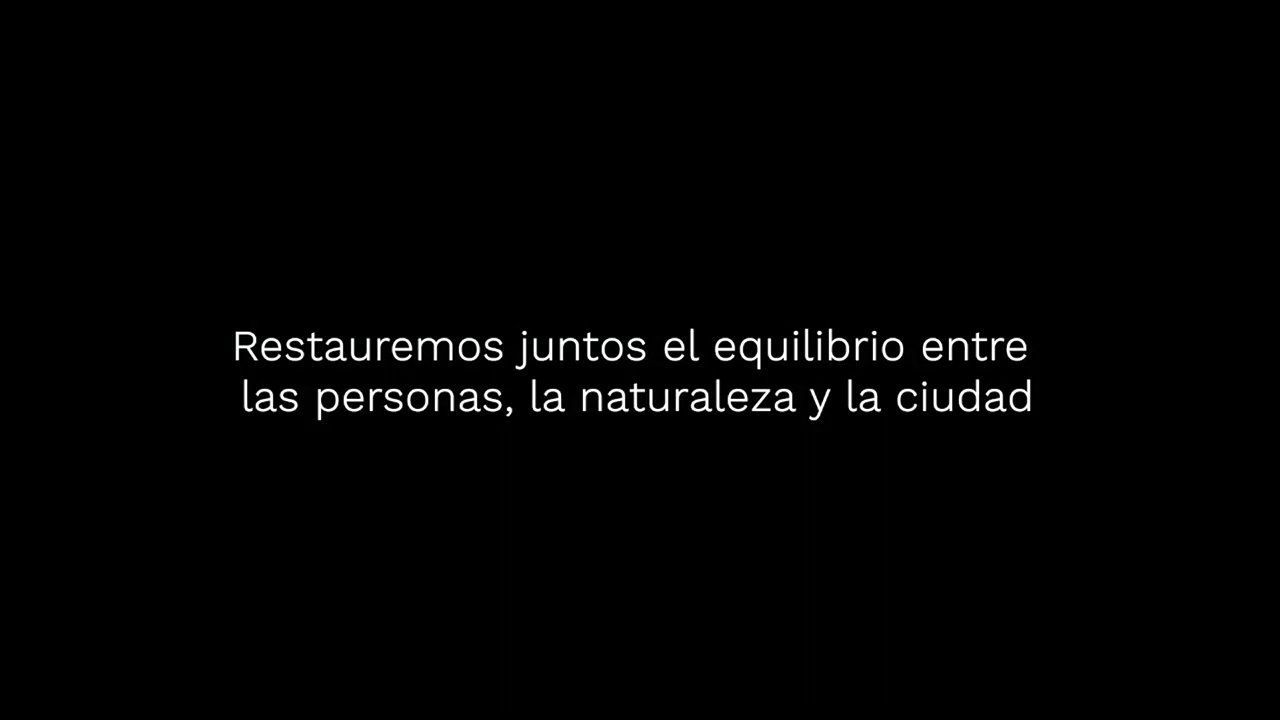 Restauremos juntos el equilibrio entre
las personas, la naturaleza y la ciudad